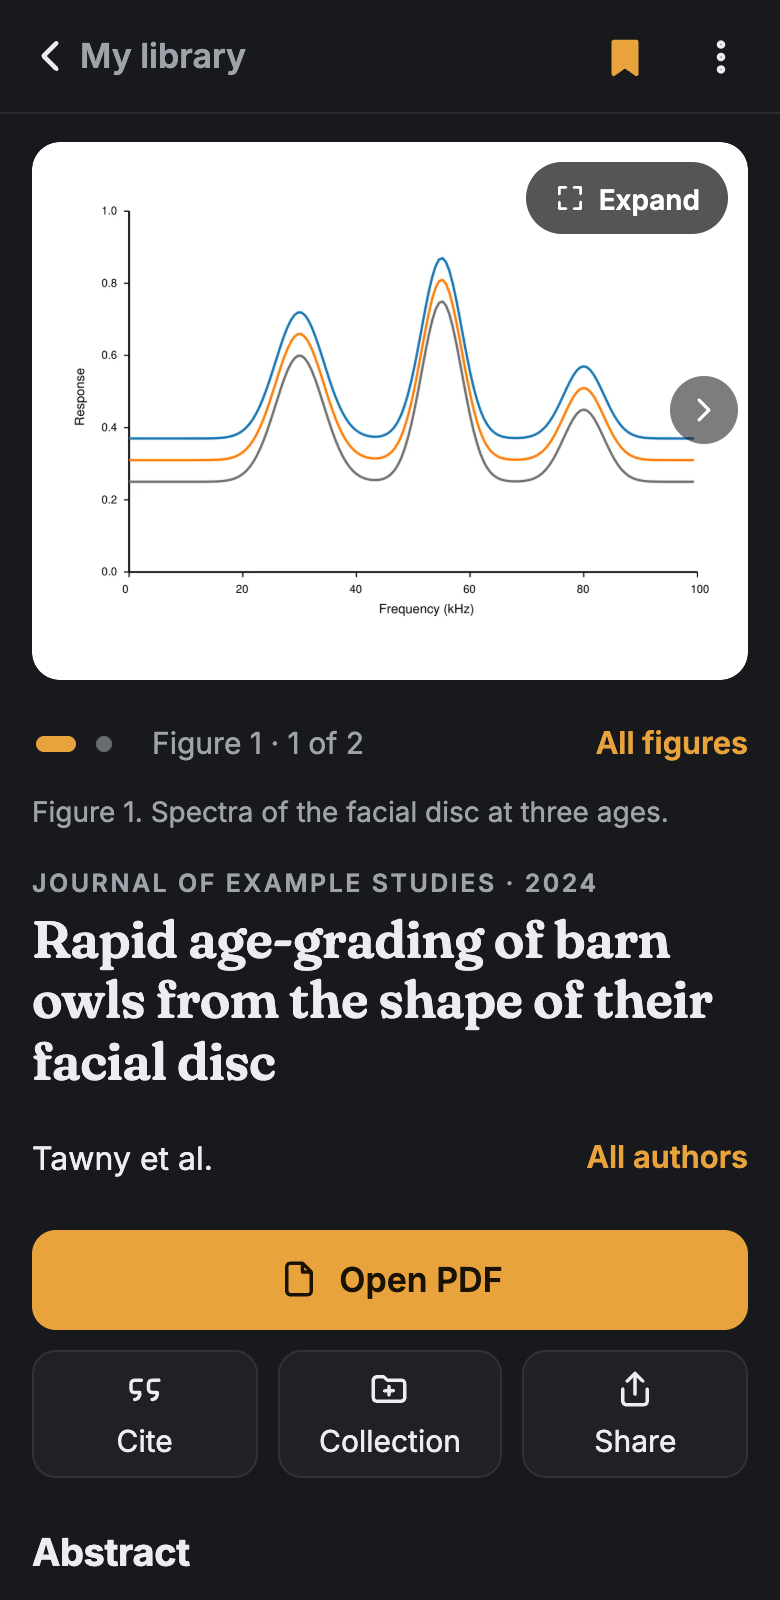 My library
Expand
1.0
0.8
0.6
0.4
0.2
0.0
Response
0 20 40 60 80 100
Frequency (kHz)
Figure 1 · 1 of 2
All figures
Figure 1. Spectra of the facial disc at three ages.
JOURNAL OF EXAMPLE STUDIES · 2024
Rapid age-grading of barn
owls from the shape of their
facial disc
Tawny et al.
All authors
Open PDF
Cite
Collection
Share
Abstract